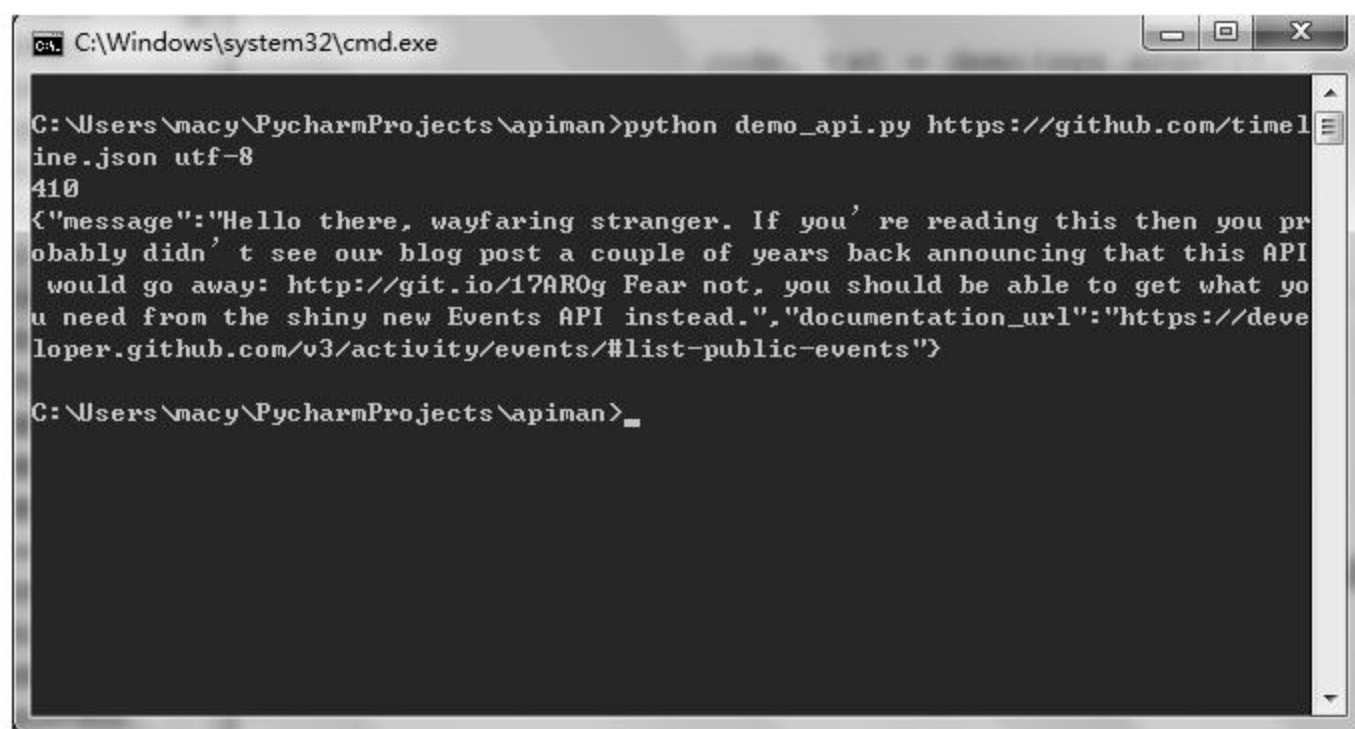 C:\Windows\system32\cmd.exe
C:\Users\macy\PycharmProjects\apiman>python demo_api.py https://github.com/timel
ine.json utf-8
410
{"message":"Hello there, wayfaring stranger. If you’re reading this then you pr
obably didn’t see our blog post a couple of years back announcing that this API
 would go away: http://git.io/17AROg Fear not, you should be able to get what yo
u need from the shiny new Events API instead.","documentation_url":"https://deve
loper.github.com/v3/activity/events/#list-public-events"}
C:\Users\macy\PycharmProjects\apiman>